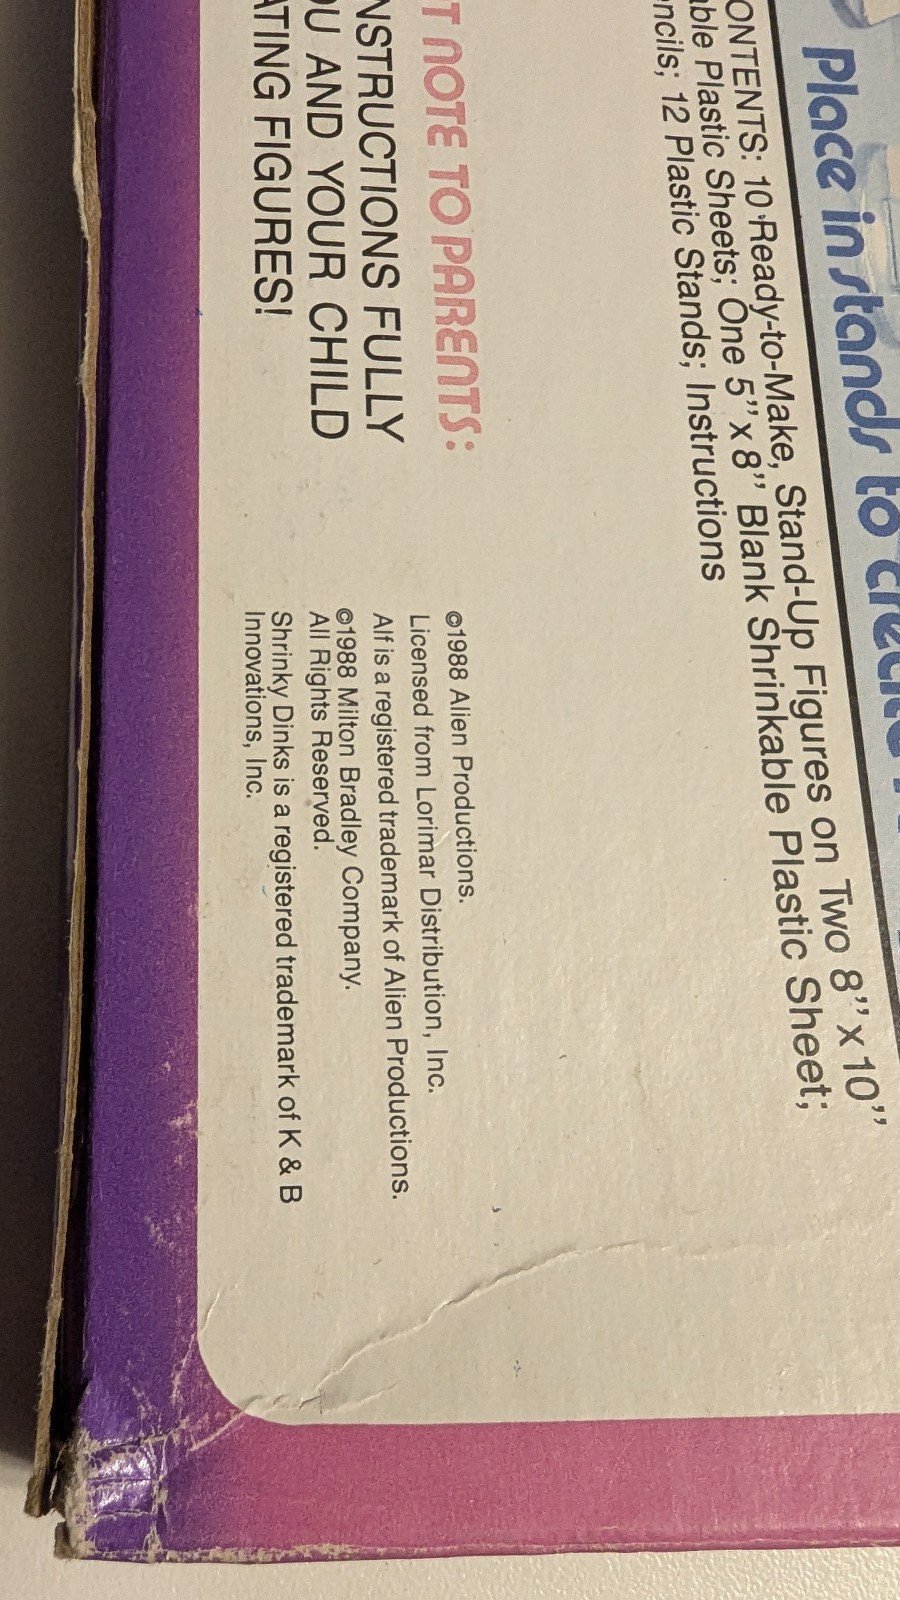 Place in stands to
ONTENTS: 10 Ready-to-Make, Stand-Up Figures on Two 8" x 10"
Plastic Sheets; One 5" x 8" Blank Shrinkable Plastic Sheet;
12 Plastic Stands; Instructions
T NOTE TO PARENTS:
NSTRUCTIONS FULLY
OU AND YOUR CHILD
ATING FIGURES!
©1988 Alien Productions.
Licensed from Lorimar Distribution, Inc.
Alf is a registered trademark of Alien Productions.
©1988 Milton Bradley Company.
All Rights Reserved.
Shrinky Dinks is a registered trademark of K & B
Innovations, Inc.